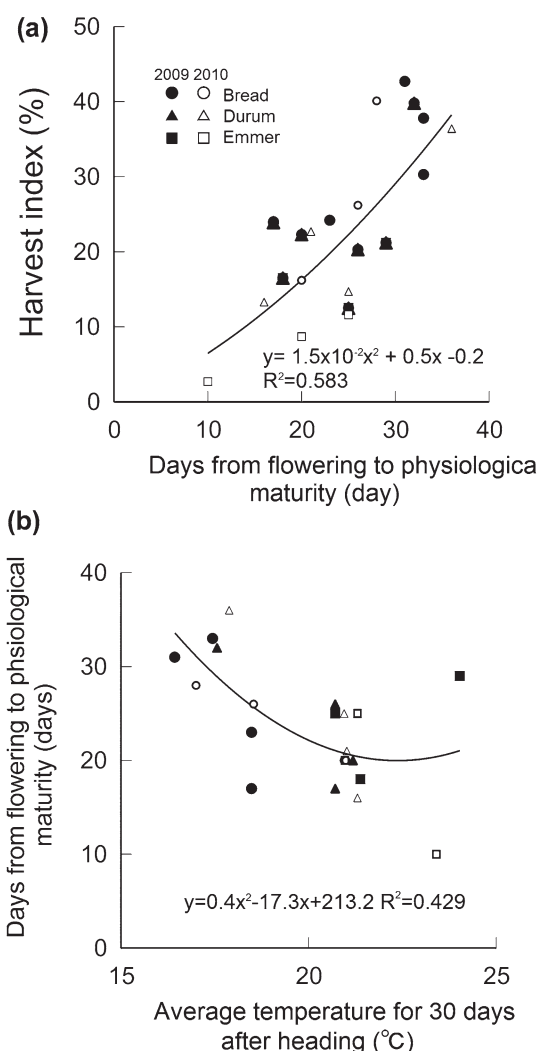 (a)
50
40
30
20
10
0
Harvest index (%)
2009 2010
Bread
Durum
Emmer
y= 1.5x10⁻²x² + 0.5x -0.2
R²=0.583
0 10 20 30 40
Days from flowering to physiologica
maturity (day)
(b)
40
30
20
10
0
Days from flowering to phsiological
maturity (days)
y=0.4x²-17.3x+213.2 R²=0.429
15 20 25
Average temperature for 30 days
after heading (°C)